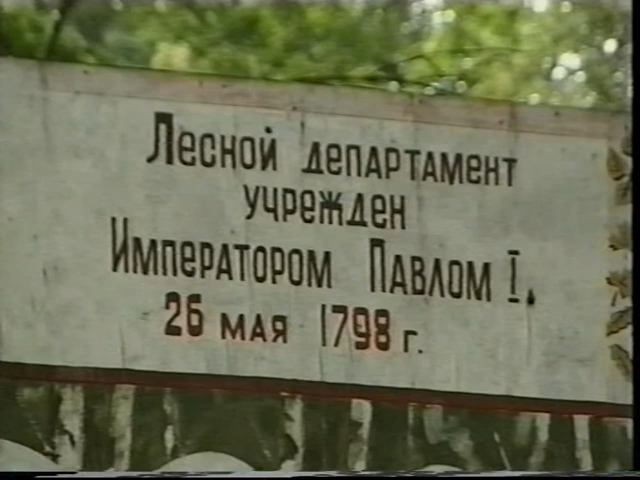 Лесной департамент
учрежден
Императором Павлом I.
26 мая 1798 г.